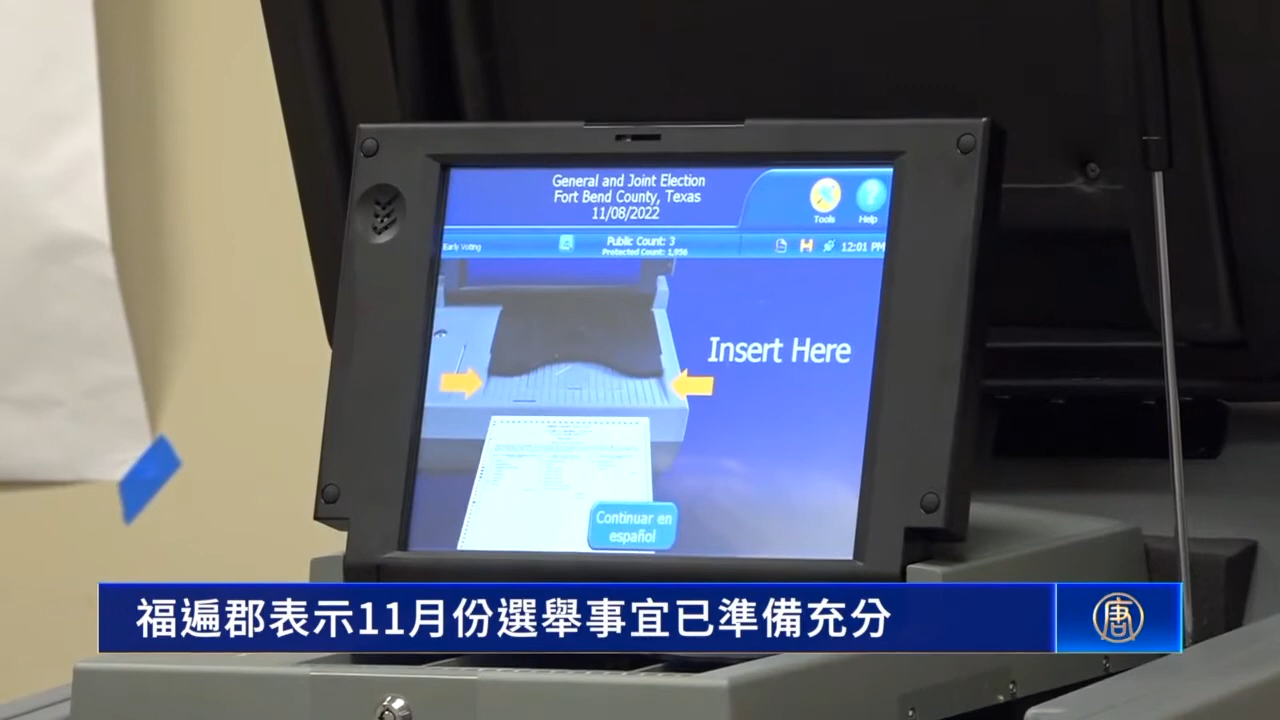 General and Joint Election
Fort Bend County, Texas
11/08/2022
Tools
Help
Early Voting
Public Count: 3
Protected Count: 1,956
12:01 PM
Insert Here
Continuar en
español
福遍郡表示11月份選舉事宜已準備充分
唐